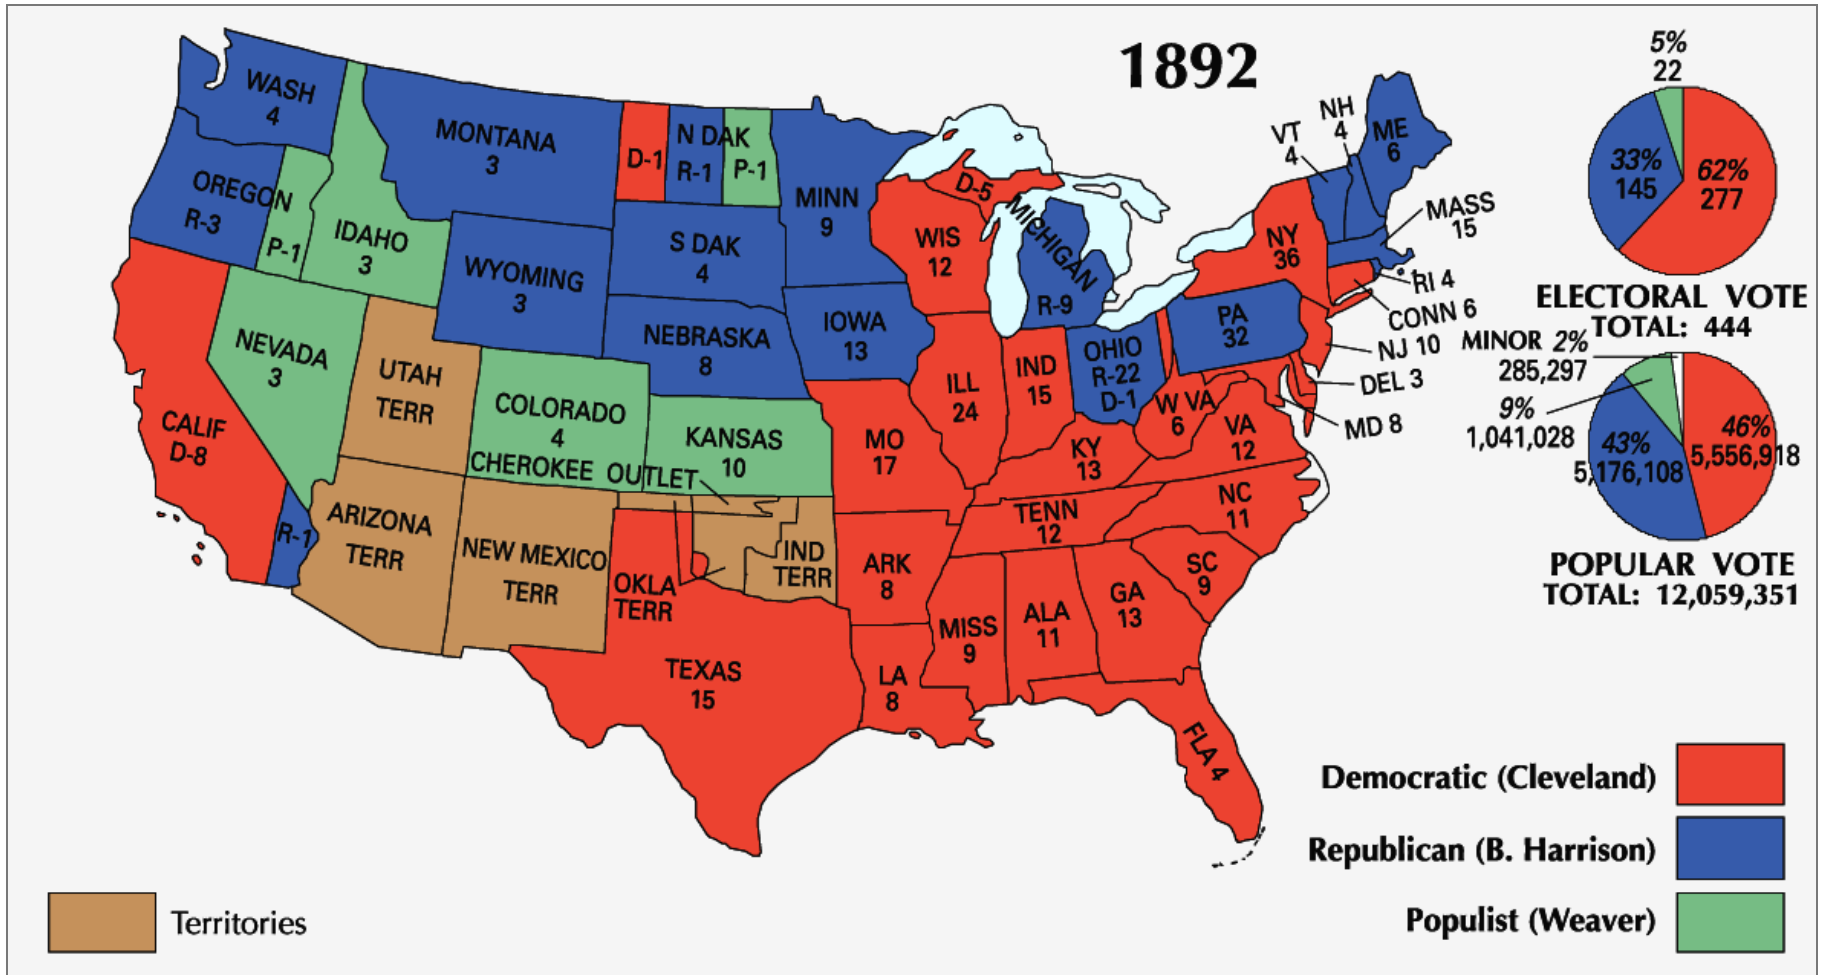 1892
WASH
4
OREGON
R-3
P-1
IDAHO
3
MONTANA
3
D-1
N DAK
R-1
P-1
MINN
9
WYOMING
3
S DAK
4
NEBRASKA
8
IOWA
13
WIS
12
D-5
MICHIGAN
R-9
CALIF
D-8
R-1
NEVADA
3
UTAH
TERR
COLORADO
4
KANSAS
10
CHEROKEE OUTLET
ARIZONA
TERR
NEW MEXICO
TERR
OKLA
TERR
IND
TERR
TEXAS
15
MO
17
ARK
8
LA
8
ILL
24
IND
15
OHIO
R-22
D-1
KY
13
TENN
12
MISS
9
ALA
11
GA
13
FLA 4
SC
9
NC
11
VA
12
W VA
6
PA
32
NY
36
VT
4
NH
4
ME
6
MASS
15
RI 4
CONN 6
NJ 10
DEL 3
MD 8
5%
22
33%
145
62%
277
ELECTORAL VOTE
TOTAL: 444
MINOR 2%
285,297
9%
1,041,028
43%
5,176,108
46%
5,556,918
POPULAR VOTE
TOTAL: 12,059,351
Democratic (Cleveland)
Republican (B. Harrison)
Populist (Weaver)
Territories